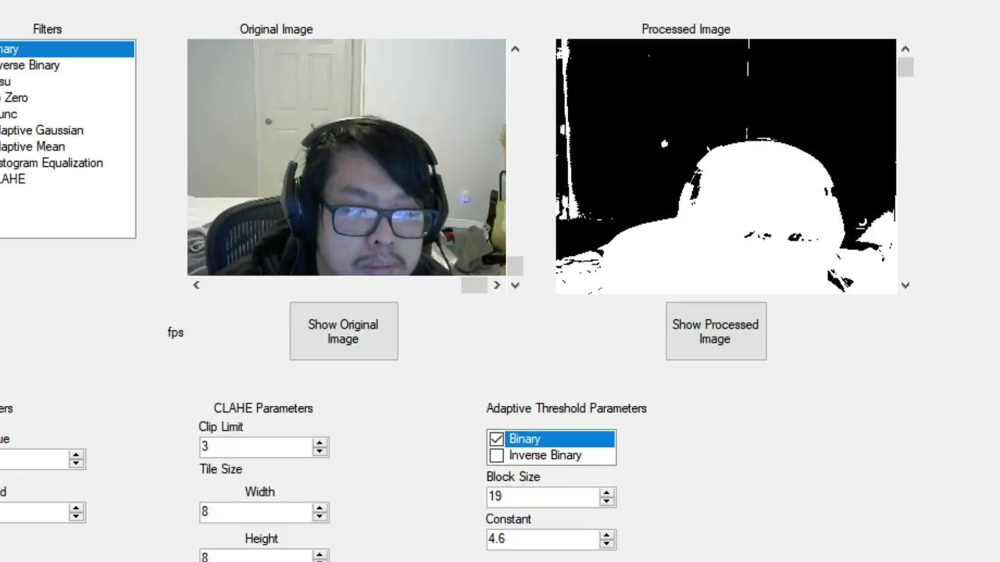 Filters
Original Image
Processed Image
nary
verse Binary
su
Zero
unc
laptive Gaussian
laptive Mean
stogram Equalization
LAHE
Show Original
Image
Show Processed
Image
fps
ers
CLAHE Parameters
Adaptive Threshold Parameters
ue
Clip Limit
3
Binary
Inverse Binary
Tile Size
Block Size
19
d
Width
8
Constant
4.6
Height
8